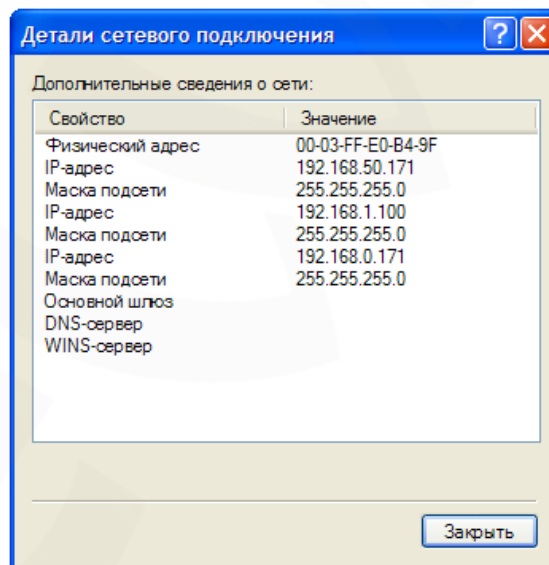 Детали сетевого подключения
Дополнительные сведения о сети:
Свойство Значение
Физический адрес 00-03-FF-E0-B4-9F
IP-адрес 192.168.50.171
Маска подсети 255.255.255.0
IP-адрес 192.168.1.100
Маска подсети 255.255.255.0
IP-адрес 192.168.0.171
Маска подсети 255.255.255.0
Основной шлюз
DNS-сервер
WINS-сервер
Закрыть